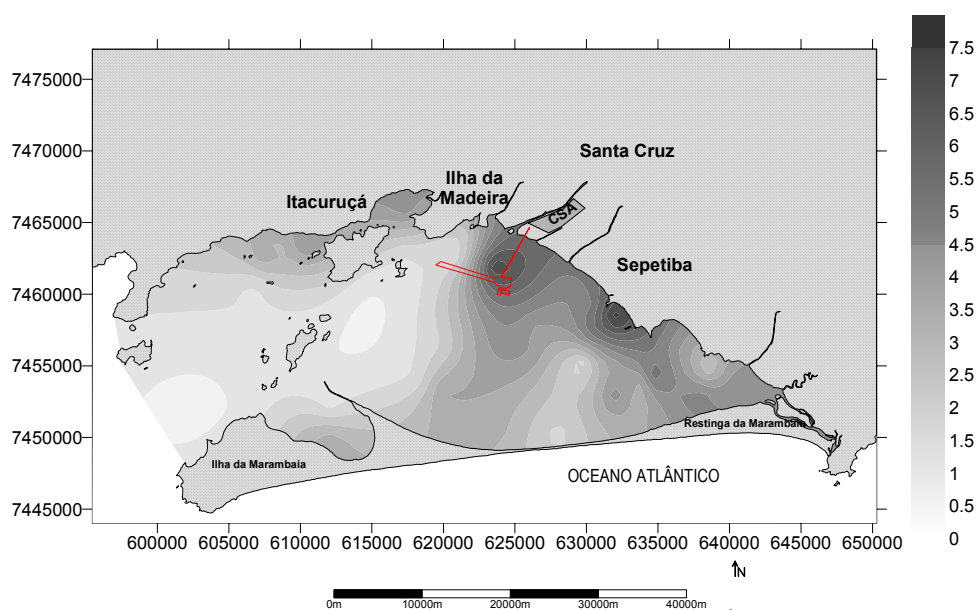 7475000
7470000
7465000
7460000
7455000
7450000
7445000
Santa Cruz
Ilha da
Madeira
Itacuruçá
CSA
Sepetiba
Restinga da Marambaia
Ilha da Marambaia
OCEANO ATLÂNTICO
600000 605000 610000 615000 620000 625000 630000 635000 640000 645000 650000
N
0m 10000m 20000m 30000m 40000m
7.5
7
6.5
6
5.5
5
4.5
4
3.5
3
2.5
2
1.5
1
0.5
0